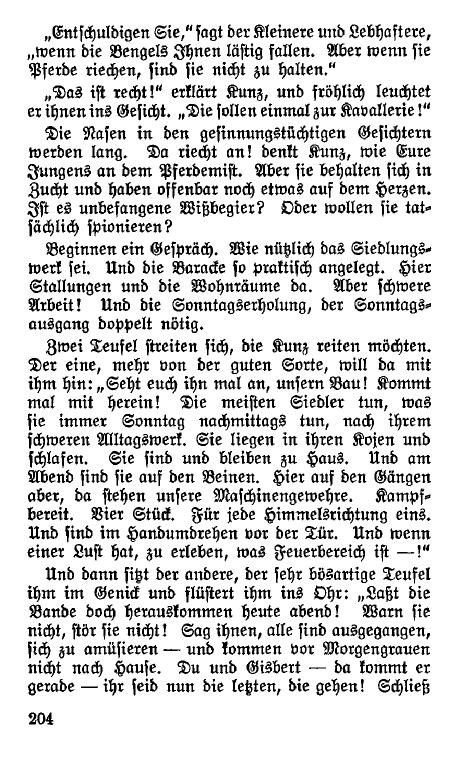 „Entschuldigen Sie,“ sagt der Kleinere und Lebhaftere,
„wenn die Bengels Ihnen lästig fallen. Aber wenn sie
Pferde riechen, sind sie nicht zu halten.“
„Das ist recht!“ erklärt Kunz, und fröhlich leuchtet
er ihnen ins Gesicht. „Die sollen einmal zur Kavallerie!“
Die Nasen in den gesinnungstüchtigen Gesichtern
werden lang. Da riecht an! denkt Kunz, wie Eure
Jungens an dem Pferdemist. Aber sie behalten sich in
Zucht und haben offenbar noch etwas auf dem Herzen.
Ist es unbefangene Wißbegier? Oder wollen sie tat-
sächlich spionieren?
Beginnen ein Gespräch. Wie nützlich das Siedlungs-
werk sei. Und die Baracke so praktisch angelegt. Hier
Stallungen und die Wohnräume da. Aber schwere
Arbeit! Und die Sonntagserholung, der Sonntags-
ausgang doppelt nötig.
Zwei Teufel streiten sich, die Kunz reiten möchten.
Der eine, mehr von der guten Sorte, will da mit
ihm hin: „Seht euch ihn mal an, unsern Bau! Kommt
mal mit herein! Die meisten Siedler tun, was
sie immer Sonntag nachmittags tun, nach ihrem
schweren Alltagswerk. Sie liegen in ihren Kojen und
schlafen. Sie sind und bleiben zu Haus. Und am
Abend sind sie auf den Beinen. Hier auf den Gängen
aber, da stehen unsere Maschinengewehre. Kampf-
bereit. Vier Stück. Für jede Himmelsrichtung eins.
Und sind im Handumdrehen vor der Tür. Und wenn
einer Lust hat, zu erleben, was Feuerbereich ist —!“
Und dann sitzt der andere, der sehr bösartige Teufel
ihm im Genick und flüstert ihm ins Ohr: „Laßt die
Bande doch herauskommen heute abend! Warn sie
nicht, stör sie nicht! Sag ihnen, alle sind ausgegangen,
sich zu amüsieren — und kommen vor Morgengrauen
nicht nach Hause. Du und Gisbert — da kommt er
gerade — ihr seid nun die letzten, die gehen! Schließ
204